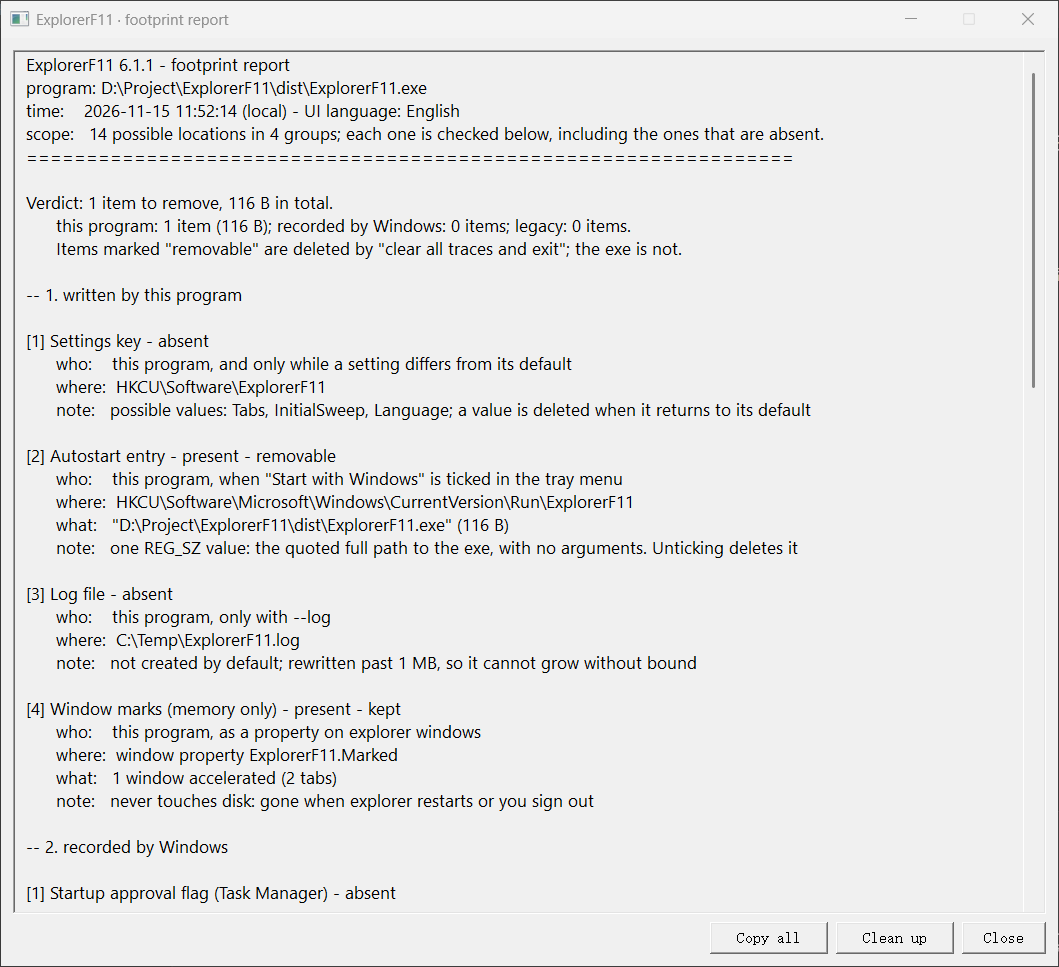 ExplorerF11 · footprint report
ExplorerF11 6.1.1 - footprint report
program: D:\Project\ExplorerF11\dist\ExplorerF11.exe
time: 2026-11-15 11:52:14 (local) - UI language: English
scope: 14 possible locations in 4 groups; each one is checked below, including the ones that are absent.
================================================================
Verdict: 1 item to remove, 116 B in total.
this program: 1 item (116 B); recorded by Windows: 0 items; legacy: 0 items.
Items marked "removable" are deleted by "clear all traces and exit"; the exe is not.
-- 1. written by this program
[1] Settings key - absent
who: this program, and only while a setting differs from its default
where: HKCU\Software\ExplorerF11
note: possible values: Tabs, InitialSweep, Language; a value is deleted when it returns to its default
[2] Autostart entry - present - removable
who: this program, when "Start with Windows" is ticked in the tray menu
where: HKCU\Software\Microsoft\Windows\CurrentVersion\Run\ExplorerF11
what: "D:\Project\ExplorerF11\dist\ExplorerF11.exe" (116 B)
note: one REG_SZ value: the quoted full path to the exe, with no arguments. Unticking deletes it
[3] Log file - absent
who: this program, only with --log
where: C:\Temp\ExplorerF11.log
note: not created by default; rewritten past 1 MB, so it cannot grow without bound
[4] Window marks (memory only) - present - kept
who: this program, as a property on explorer windows
where: window property ExplorerF11.Marked
what: 1 window accelerated (2 tabs)
note: never touches disk: gone when explorer restarts or you sign out
-- 2. recorded by Windows
[1] Startup approval flag (Task Manager) - absent
Copy all
Clean up
Close